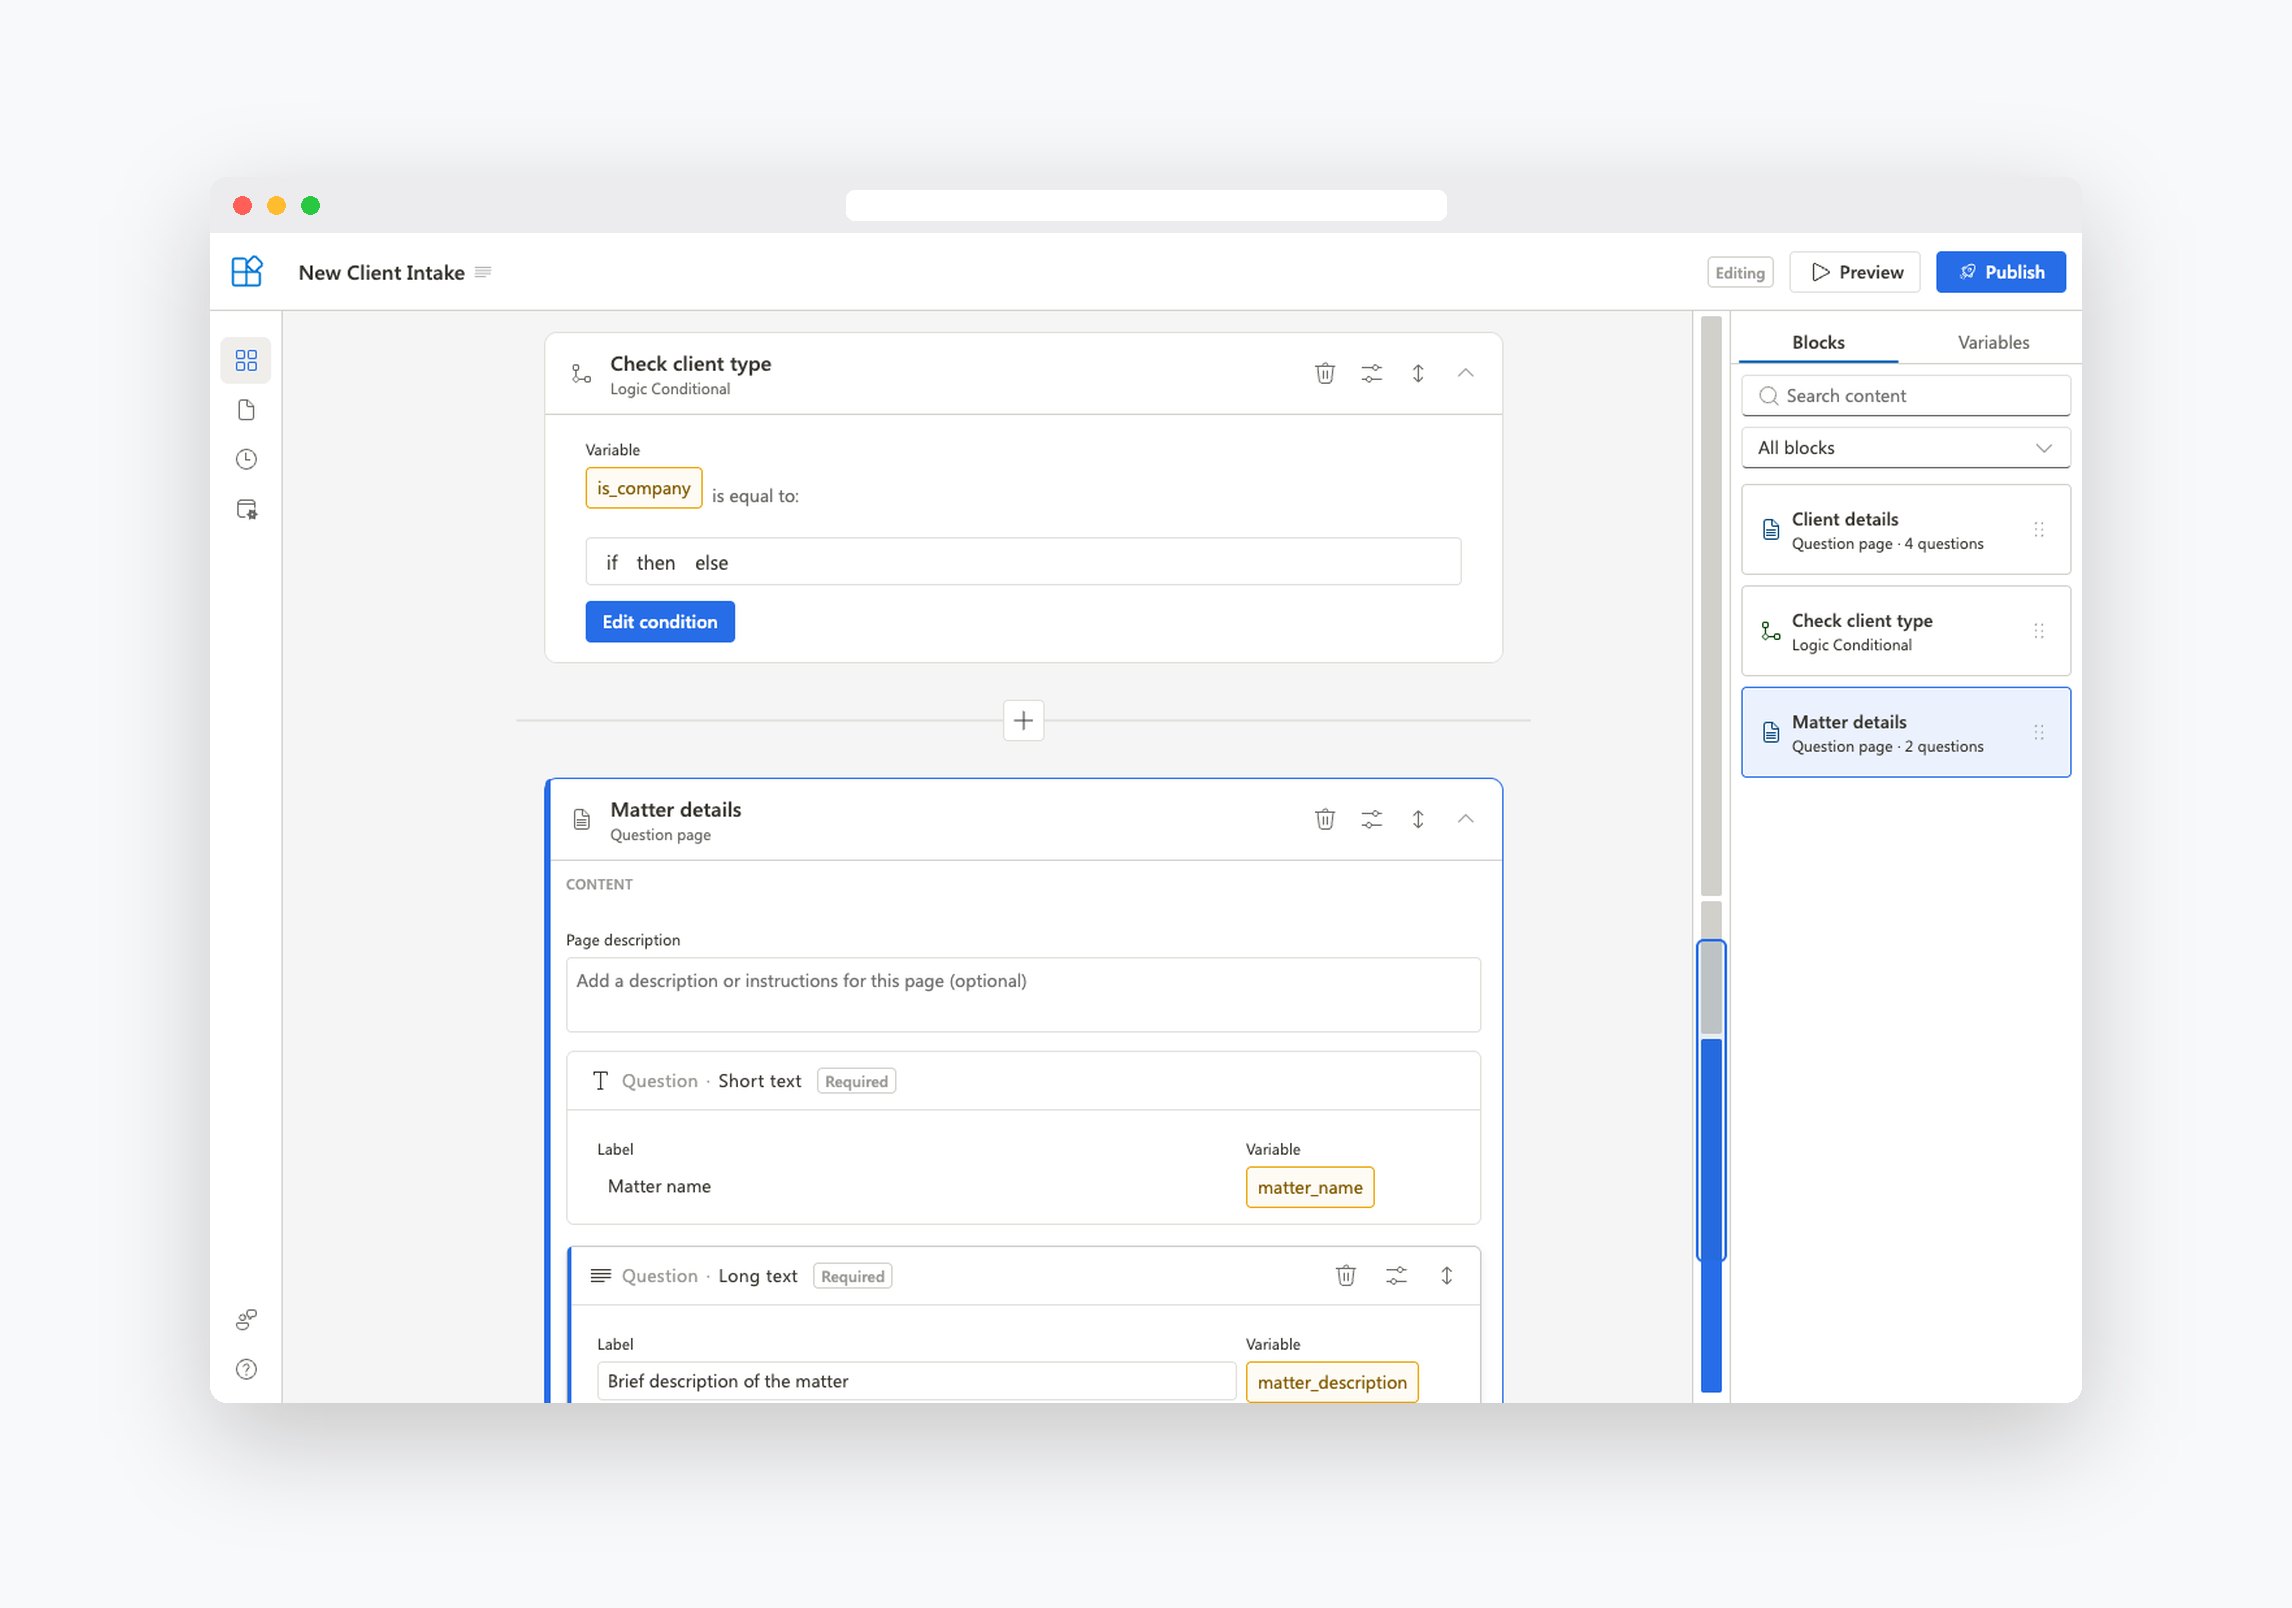 New Client Intake
Editing
Preview
Publish
Check client type
Logic Conditional
Variable
is_company is equal to:
if then else
Edit condition
Matter details
Question page
CONTENT
Page description
Add a description or instructions for this page (optional)
Question · Short text Required
Label Variable
Matter name matter_name
Question · Long text Required
Label Variable
Brief description of the matter matter_description
Blocks Variables
Search content
All blocks
Client details
Question page · 4 questions
Check client type
Logic Conditional
Matter details
Question page · 2 questions